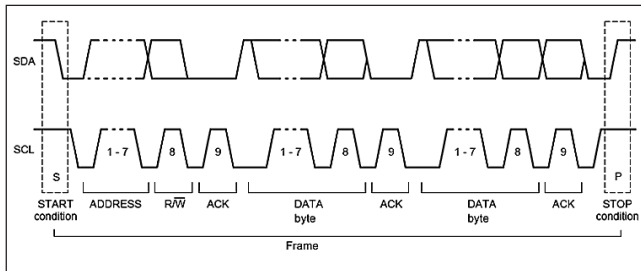 SDA
SCL
1 - 7 8 9 1 - 7 8 9 1 - 7 8 9
S P
START condition ADDRESS R/W̅ ACK DATA byte ACK DATA byte ACK STOP condition
Frame